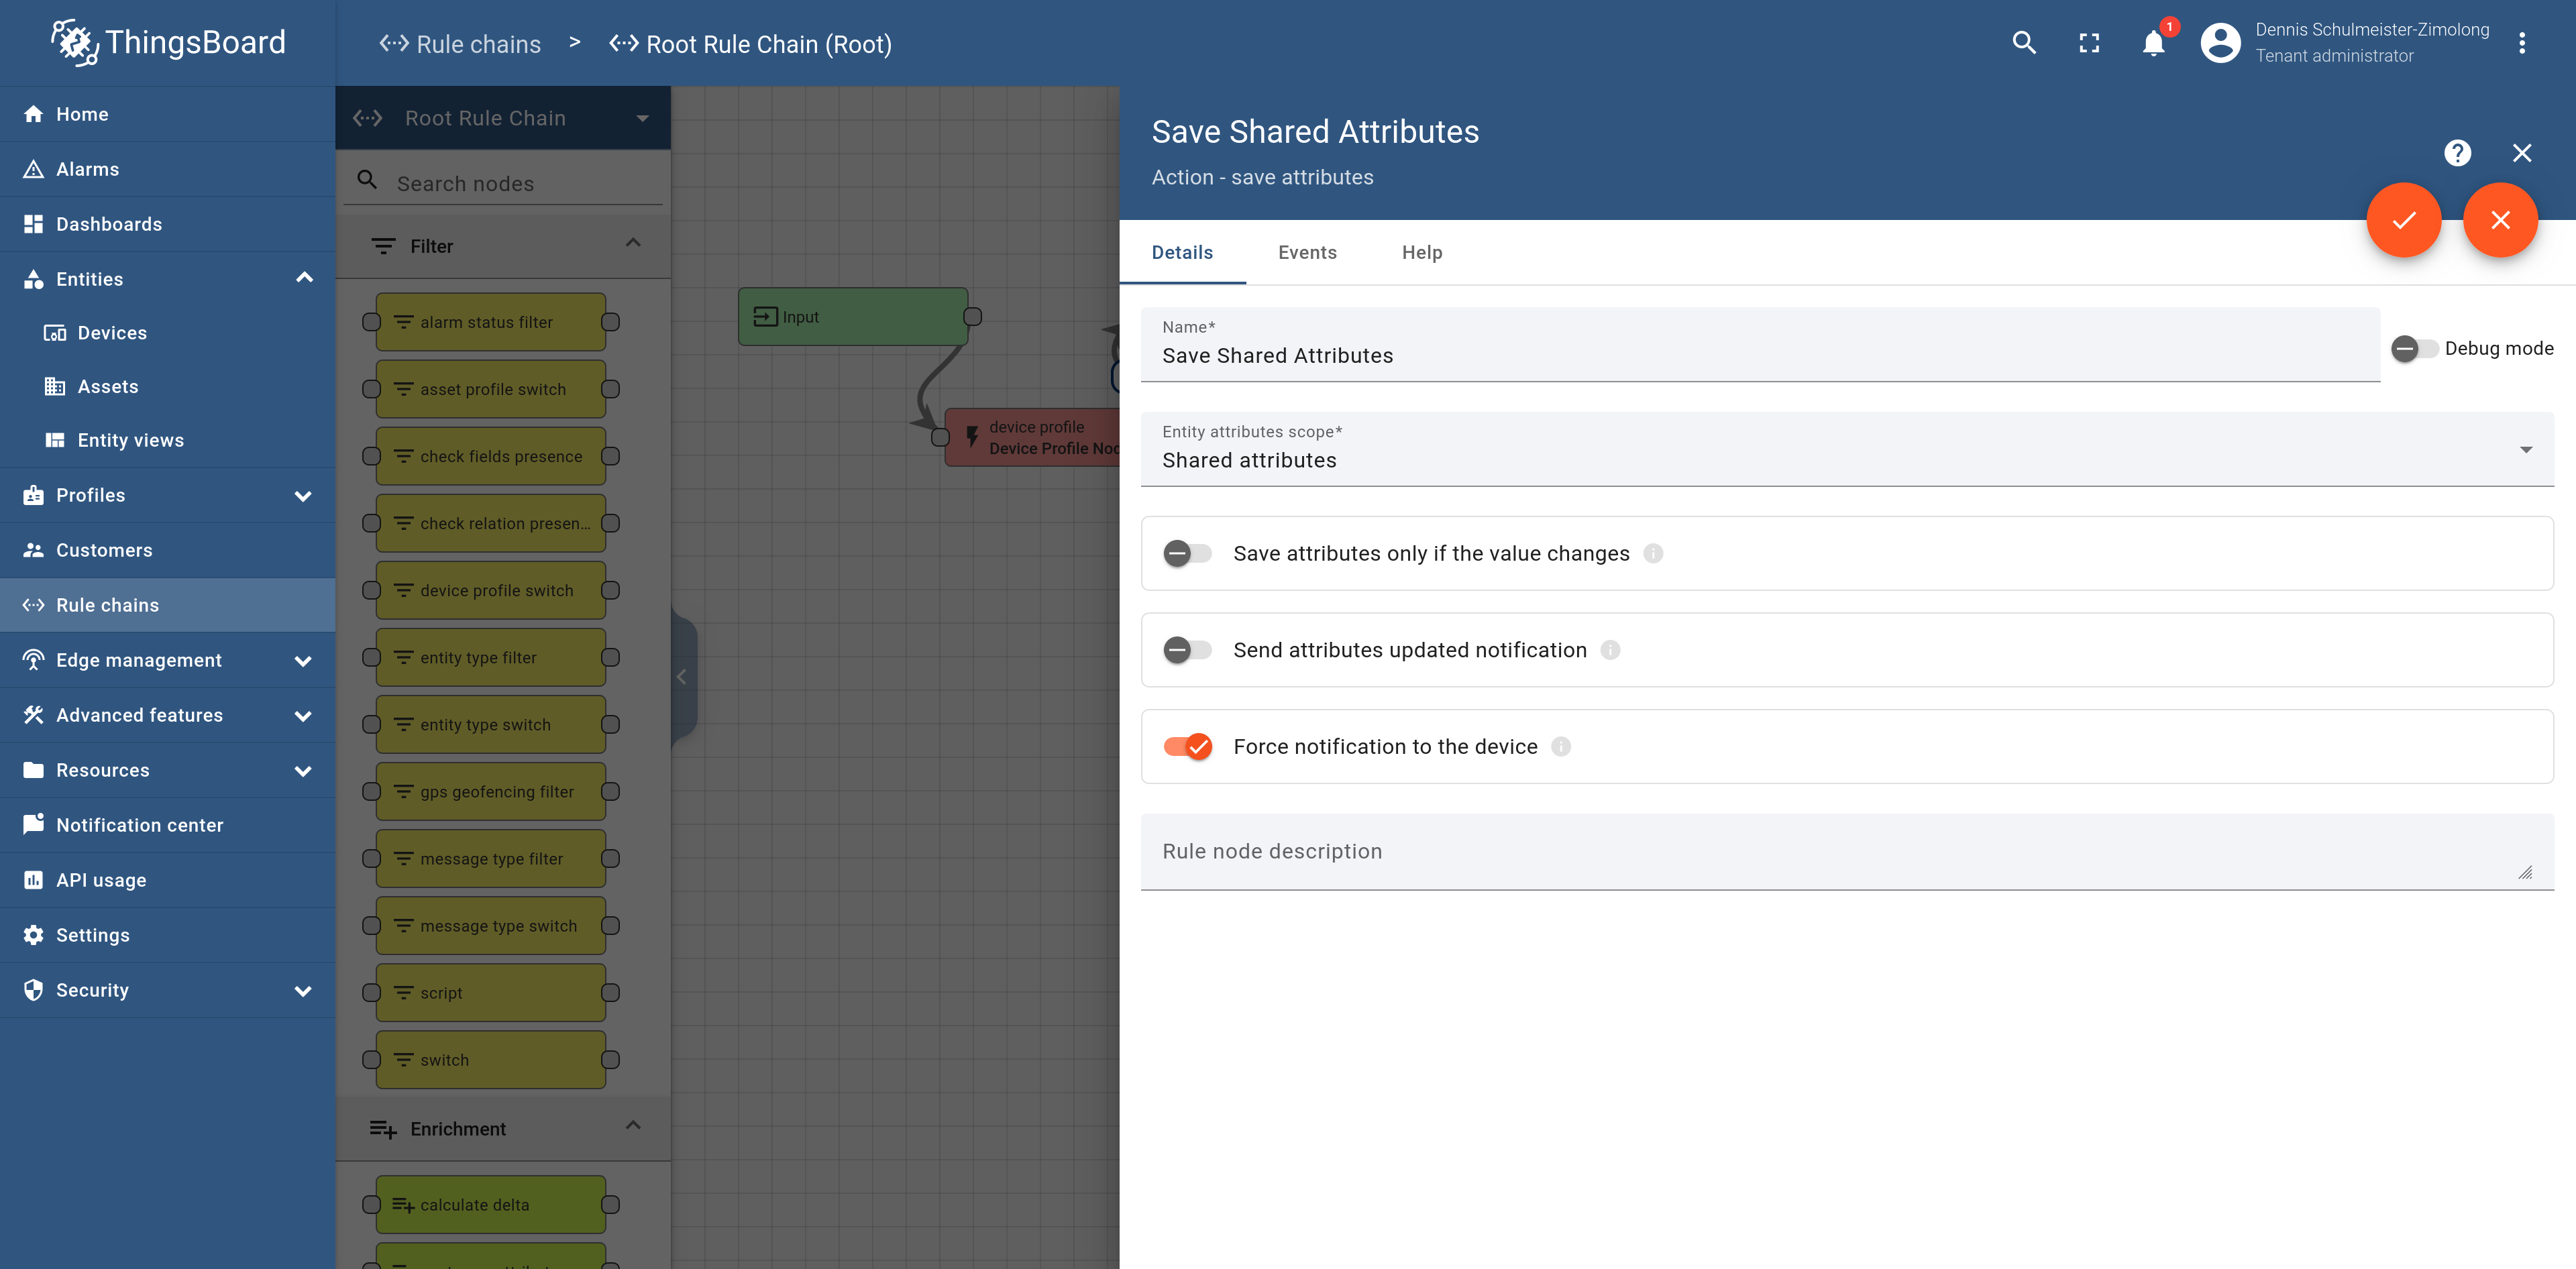 ThingsBoard
Rule chains > Root Rule Chain (Root)
1
Dennis Schulmeister-Zimolong
Tenant administrator
Home
Alarms
Dashboards
Entities
Devices
Assets
Entity views
Profiles
Customers
Rule chains
Edge management
Advanced features
Resources
Notification center
API usage
Settings
Security
Root Rule Chain
Search nodes
Filter
alarm status filter
asset profile switch
check fields presence
check relation presen...
device profile switch
entity type filter
entity type switch
gps geofencing filter
message type filter
message type switch
script
switch
Enrichment
calculate delta
Input
device profile
Device Profile Nod
Save Shared Attributes
Action - save attributes
Details
Events
Help
Name*
Save Shared Attributes
Debug mode
Entity attributes scope*
Shared attributes
Save attributes only if the value changes
Send attributes updated notification
Force notification to the device
Rule node description